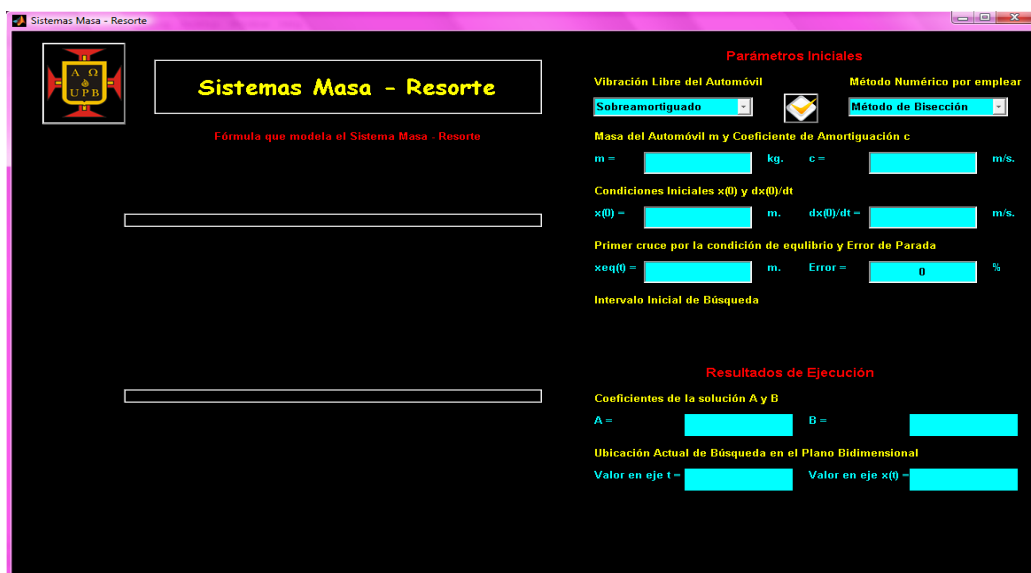 Sistemas Masa - Resorte
Α Ω
UPB
Sistemas Masa - Resorte
Fórmula que modela el Sistema Masa - Resorte
Parámetros Iniciales
Vibración Libre del Automóvil Método Numérico por emplear
Sobreamortiguado Método de Bisección
Masa del Automóvil m y Coeficiente de Amortiguación c
m = kg. c = m/s.
Condiciones Iniciales x(0) y dx(0)/dt
x(0) = m. dx(0)/dt = m/s.
Primer cruce por la condición de equlibrio y Error de Parada
xeq(t) = m. Error = 0 %
Intervalo Inicial de Búsqueda
Resultados de Ejecución
Coeficientes de la solución A y B
A = B =
Ubicación Actual de Búsqueda en el Plano Bidimensional
Valor en eje t = Valor en eje x(t) =